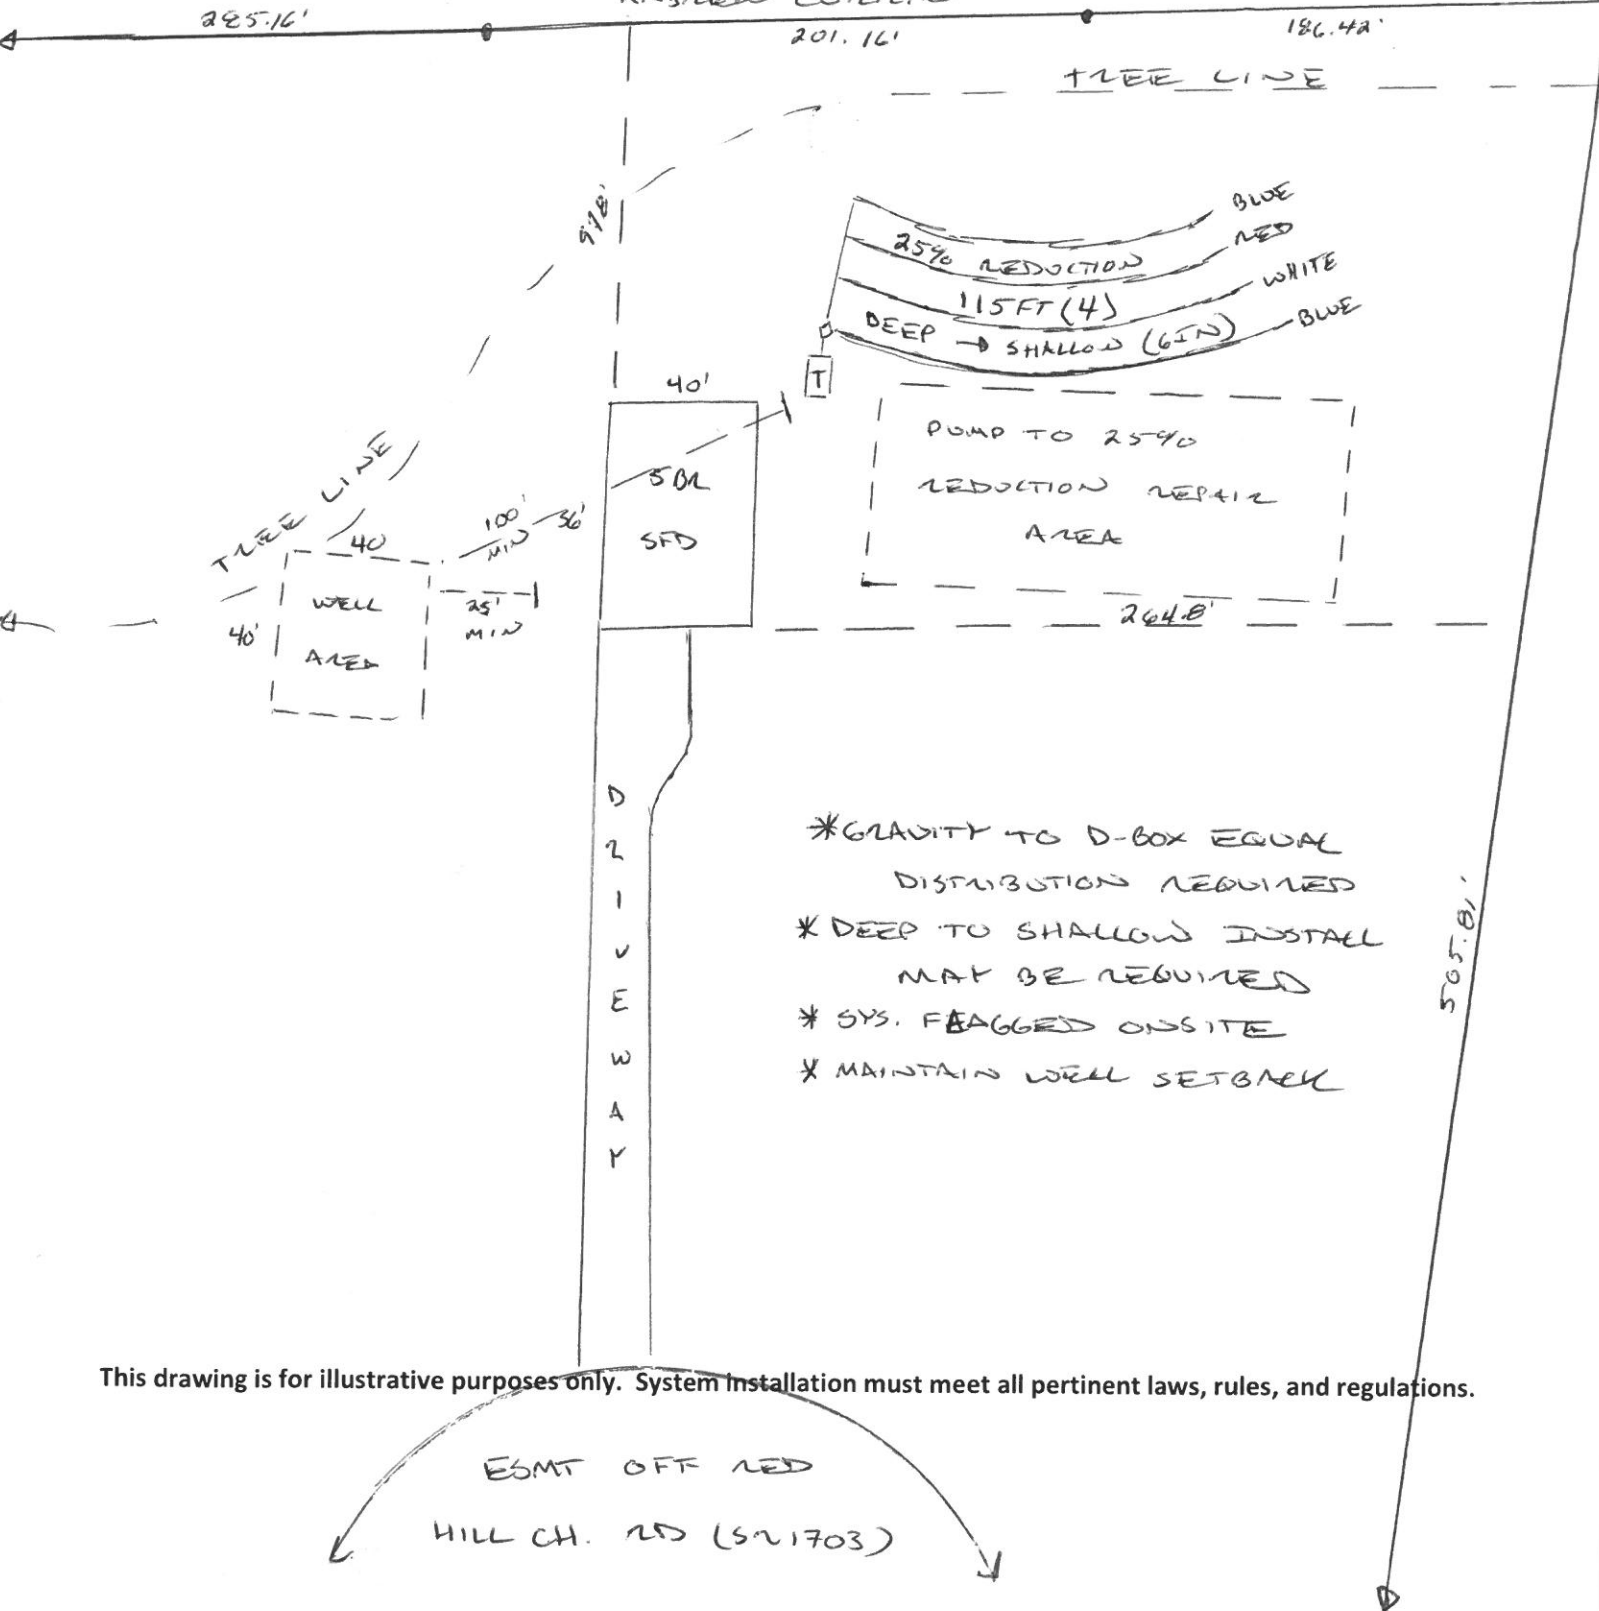 285.16'
201.16'
186.42'
TREE LINE
BLUE
25% REDUCTION
RED
115FT (4)
WHITE
DEEP → SHALLOW (6IN)
BLUE
T
40'
5 BR
SFD
PUMP TO 25%
REDUCTION REPAIR
AREA
264.8'
TREE LINE
40
100'
MIN
36'
25'
MIN
40'
WELL
AREA
DRIVEWAY
*GRAVITY TO D-BOX EQUAL
DISTRIBUTION REQUIRED
* DEEP TO SHALLOW INSTALL
MAY BE REQUIRED
* SYS. FLAGGED ONSITE
* MAINTAIN WELL SETBACK
505.81'
This drawing is for illustrative purposes only. System installation must meet all pertinent laws, rules, and regulations.
ESMT OFF RED
HILL CH. RD (SR1703)